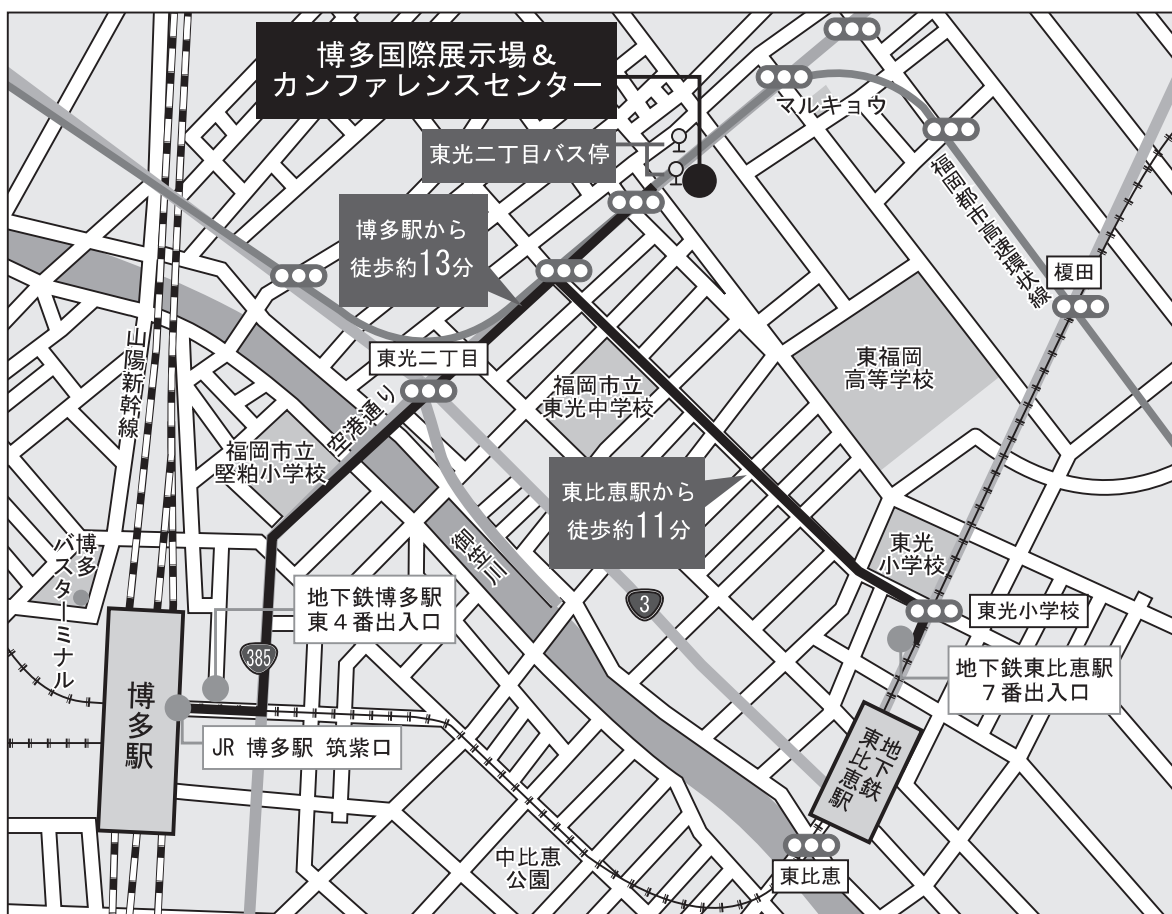 博多国際展示場＆
カンファレンスセンター
マルキョウ
東光二丁目バス停
福岡都市高速環状線
博多駅から
徒歩約13分
榎田
山陽新幹線
東光二丁目
東福岡
高等学校
福岡市立
東光中学校
空港通り
福岡市立
堅粕小学校
東比恵駅から
徒歩約11分
御笠川
東光
小学校
博多
バスターミナル
地下鉄博多駅
東４番出入口
3
東光小学校
385
地下鉄東比恵駅
７番出入口
博多駅
JR 博多駅 筑紫口
地下鉄
東比恵駅
中比恵
公園
東比恵